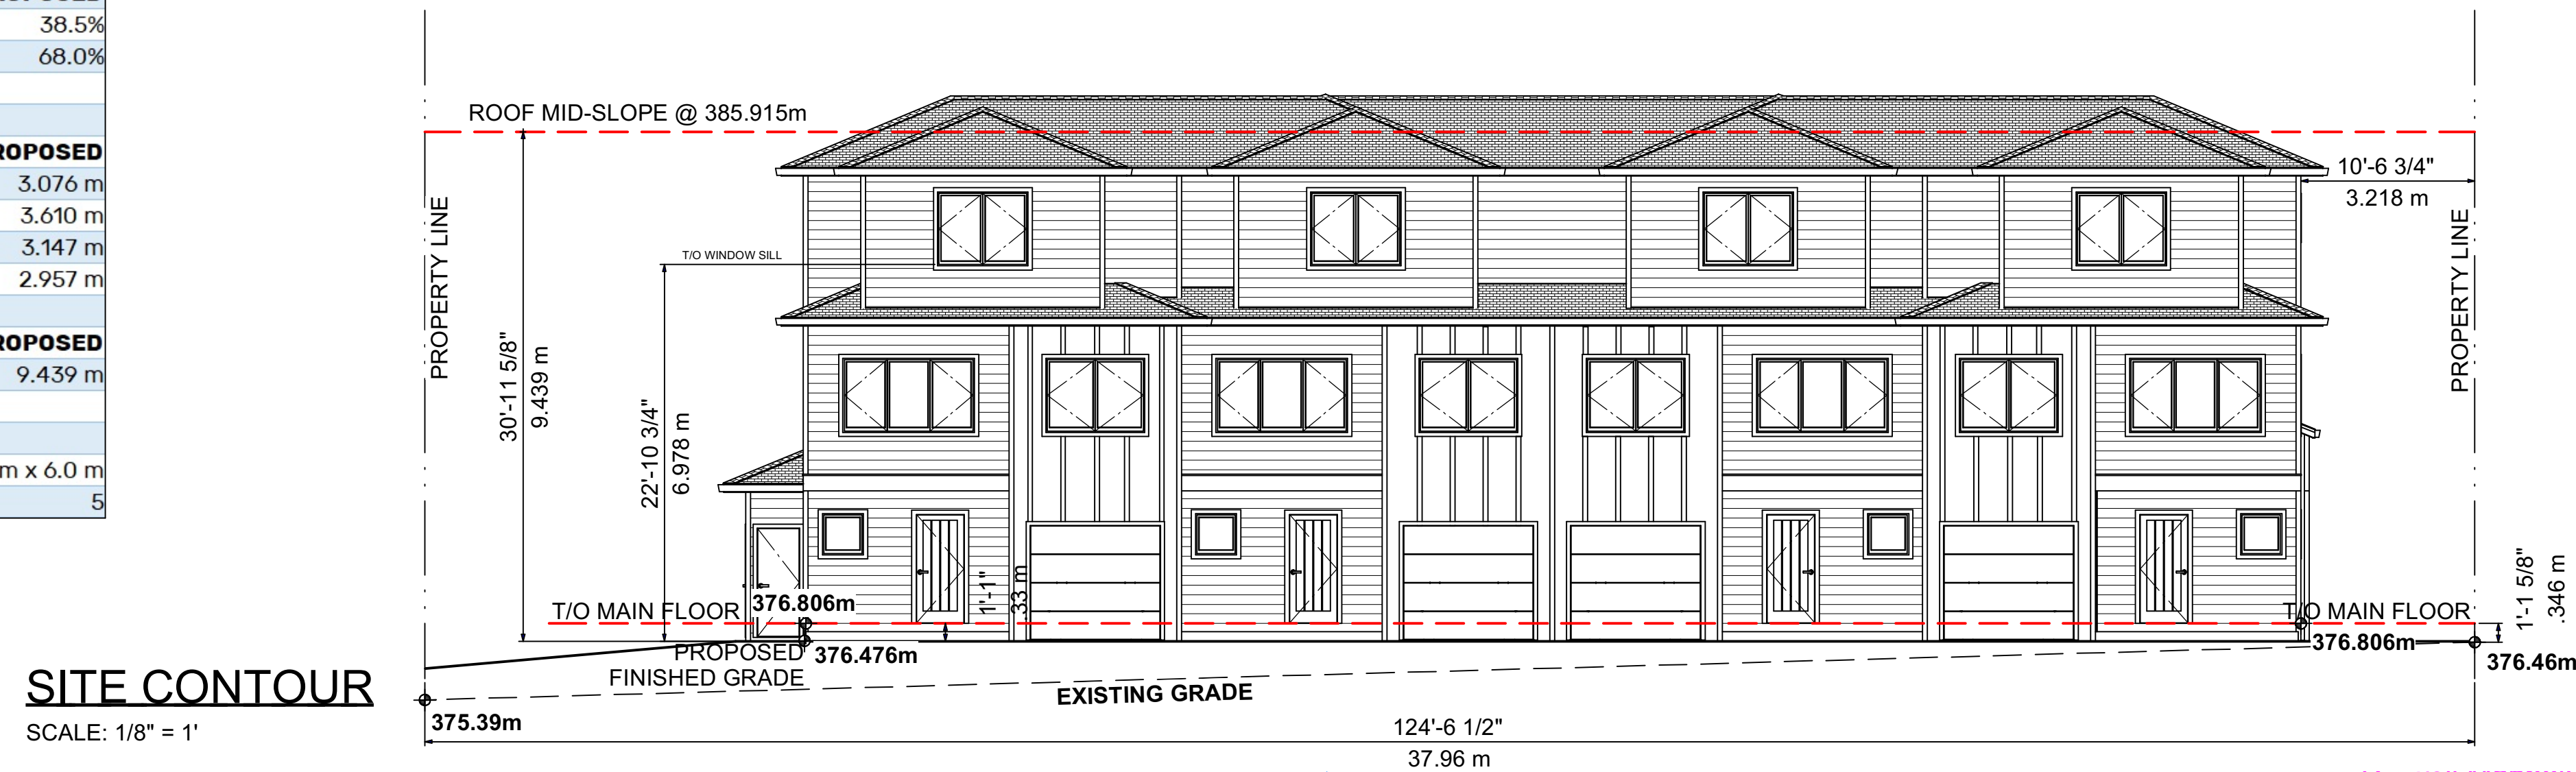 38.5%
68.0%
3.076 m
3.610 m
3.147 m
2.957 m
9.439 m
m x 6.0 m
5
ROOF MID-SLOPE @ 385.915m
PROPERTY LINE
10'-6 3/4"
3.218 m
PROPERTY LINE
T/O WINDOW SILL
30'-11 5/8"
9.439 m
22'-10 3/4"
6.978 m
1'-1"
.33 m
T/O MAIN FLOOR
376.806m
PROPOSED
FINISHED GRADE
376.476m
T/O MAIN FLOOR
376.806m
1'-1 5/8"
.346 m
376.46m
EXISTING GRADE
375.39m
124'-6 1/2"
37.96 m
SITE CONTOUR
SCALE: 1/8" = 1'